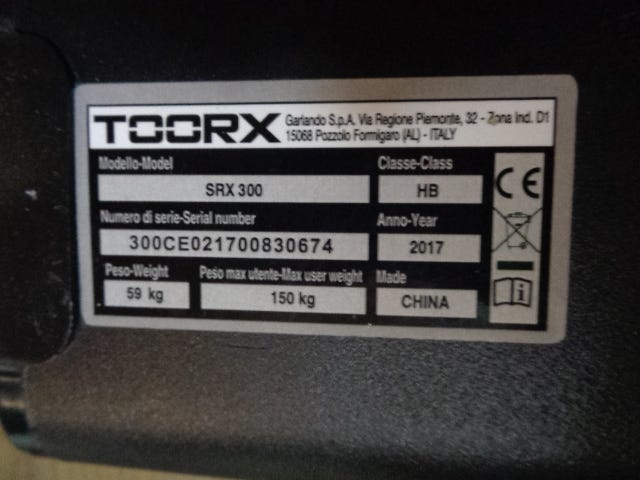 TOORX Garlando S.p.A. Via Regione Piemonte, 32 - Zona Ind. D1
15068 Pozzolo Formigaro (AL) - ITALY
Modello-Model Classe-Class
SRX 300 HB
Numero di serie-Serial number Anno-Year
300CE021700830674 2017
Peso-Weight Peso max utente-Max user weight Made
59 kg 150 kg CHINA
CE
i